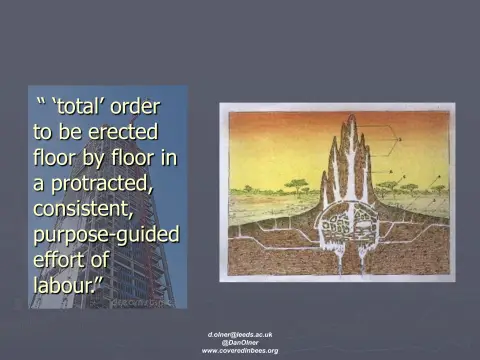 “ ‘total’ order
to be erected
floor by floor in
a protracted,
consistent,
purpose-guided
effort of
labour.”
d.olner@leeds.ac.uk
@DanOlner
www.coveredinbees.org